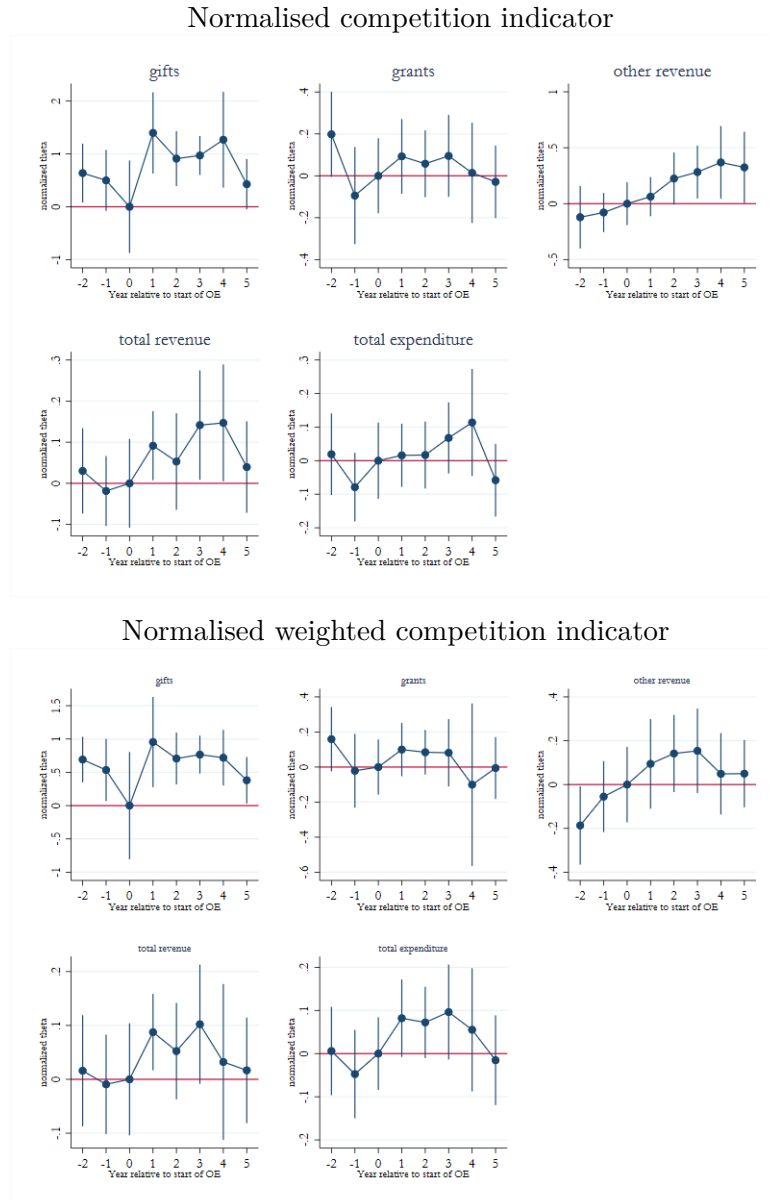 Normalised competition indicator
gifts grants other revenue
normalized theta normalized theta normalized theta
2 1 0 -1
.4 .2 0 -.2 -.4
1 .5 0 -.5
-2 -1 0 1 2 3 4 5 -2 -1 0 1 2 3 4 5 -2 -1 0 1 2 3 4 5
Year relative to start of OE Year relative to start of OE Year relative to start of OE
total revenue total expenditure
normalized theta normalized theta
.3 .2 .1 0 -.1
.3 .2 .1 0 -.1 -.2
-2 -1 0 1 2 3 4 5 -2 -1 0 1 2 3 4 5
Year relative to start of OE Year relative to start of OE
Normalised weighted competition indicator
gifts grants other revenue
normalized theta normalized theta normalized theta
1.5 1 .5 0 -.5 -1
.4 .2 0 -.2 -.4 -.6
.4 .2 0 -.2 -.4
-2 -1 0 1 2 3 4 5 -2 -1 0 1 2 3 4 5 -2 -1 0 1 2 3 4 5
Year relative to start of OE Year relative to start of OE Year relative to start of OE
total revenue total expenditure
normalized theta normalized theta
.2 .1 0 -.1
.2 .1 0 -.1 -.2
-2 -1 0 1 2 3 4 5 -2 -1 0 1 2 3 4 5
Year relative to start of OE Year relative to start of OE